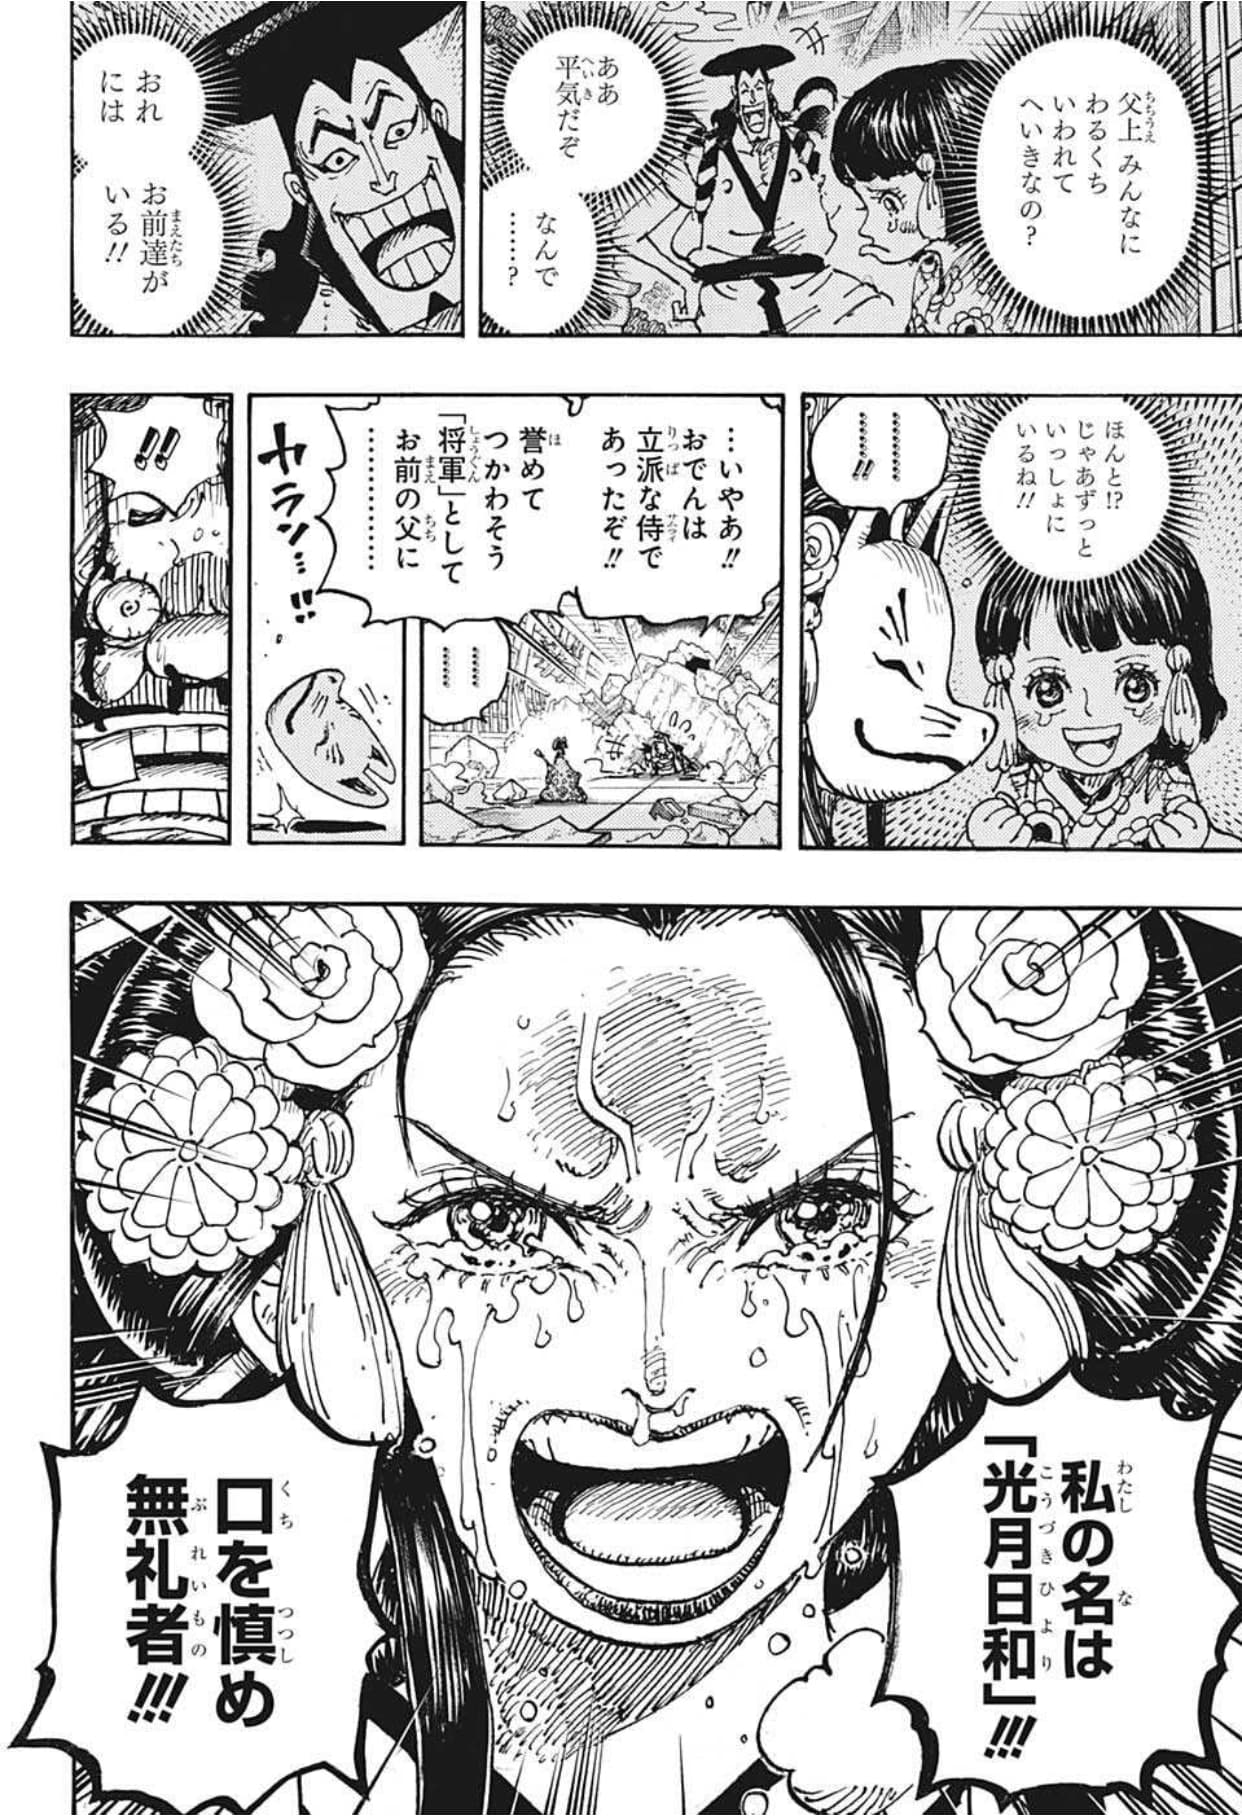 父上 みんなに
わるくち
いわれて
へいきなの？
ああ
平気だぞ
なんで
……？
おれ
には
お前達が
いる!!
ほんと!?
じゃあずっと
いっしょに
いるね!!
…いやあ!!
おでんは
立派な侍で
あったぞ!!
誉めて
つかわそう
「将軍」として
お前の父に
カラン…!!
!!
私の名は
「光月日和」!!!
口を慎め
無礼者!!!